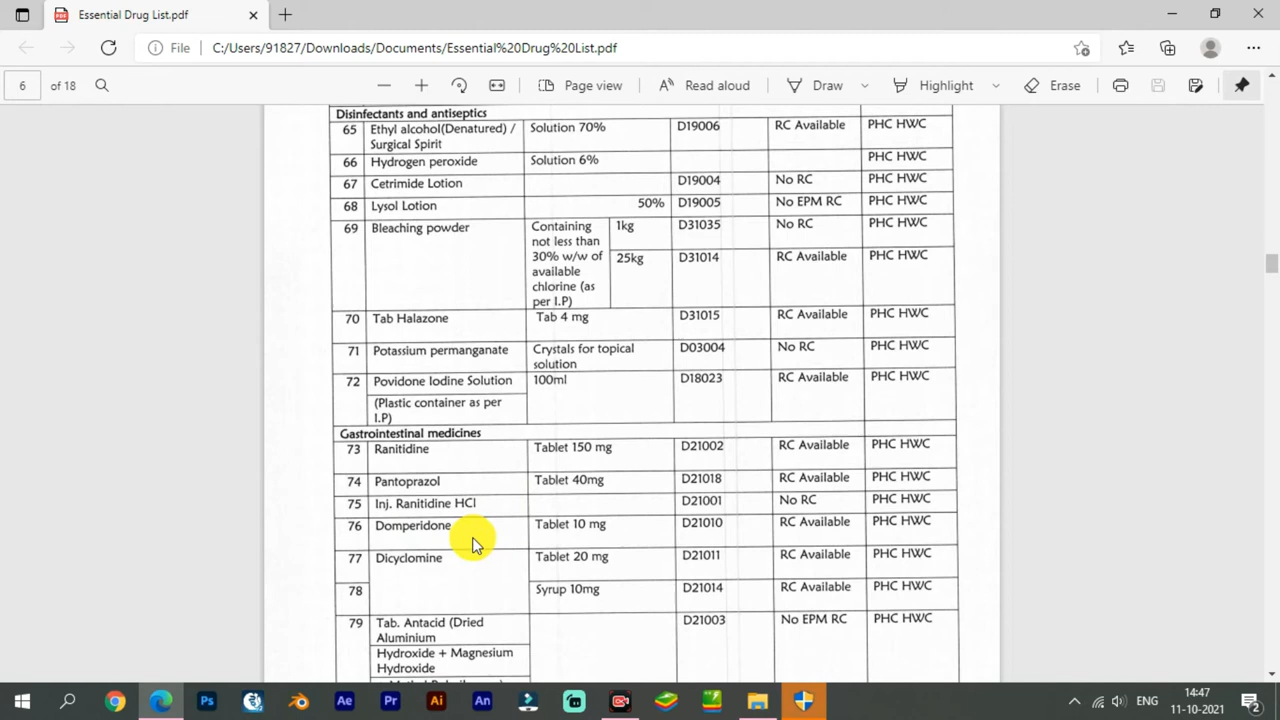 Essential Drug List.pdf
File C:/Users/91827/Downloads/Documents/Essential%20Drug%20List.pdf
6 of 18 Page view Read aloud Draw Highlight Erase
Disinfectants and antiseptics
65 Ethyl alcohol(Denatured) / Surgical Spirit Solution 70% D19006 RC Available PHC HWC
66 Hydrogen peroxide Solution 6% PHC HWC
67 Cetrimide Lotion D19004 No RC PHC HWC
68 Lysol Lotion 50% D19005 No EPM RC PHC HWC
69 Bleaching powder Containing not less than 30% w/w of available chlorine (as per I.P) 1kg D31035 No RC PHC HWC
25kg D31014 RC Available PHC HWC
70 Tab Halazone Tab 4 mg D31015 RC Available PHC HWC
71 Potassium permanganate Crystals for topical solution D03004 No RC PHC HWC
72 Povidone Iodine Solution 100ml D18023 RC Available PHC HWC
(Plastic container as per I.P)
Gastrointestinal medicines
73 Ranitidine Tablet 150 mg D21002 RC Available PHC HWC
74 Pantoprazol Tablet 40mg D21018 RC Available PHC HWC
75 Inj. Ranitidine HCl D21001 No RC PHC HWC
76 Domperidone Tablet 10 mg D21010 RC Available PHC HWC
77 Dicyclomine Tablet 20 mg D21011 RC Available PHC HWC
78 Syrup 10mg D21014 RC Available PHC HWC
79 Tab. Antacid (Dried Aluminium D21003 No EPM RC PHC HWC
Hydroxide + Magnesium Hydroxide
Ps Ae Pr Ai An
ENG
14:47
11-10-2021
2